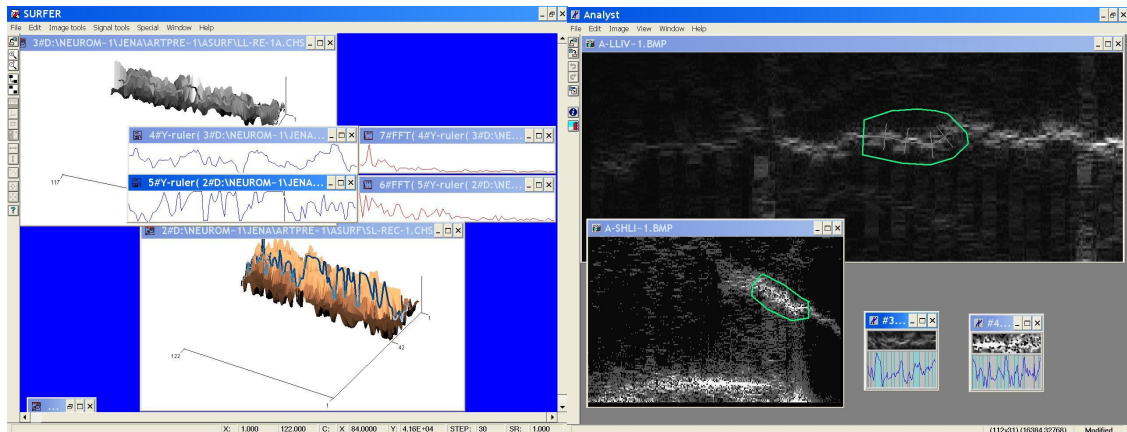 SURFER
File Edit Image tools Signal tools Special Window Help
3#D:\NEUROM-1\JENA\ARTPRE-1\ASURF\LL-RE-1A.CHS
1
117
4#Y-ruler( 3#D:\NEUROM-1\JENA...
7#FFT( 4#Y-ruler( 3#D:\NE...
5#Y-ruler( 2#D:\NEUROM-1\JENA...
6#FFT( 5#Y-ruler( 2#D:\NE...
2#D:\NEUROM-1\JENA\ARTPRE-1\ASURF\SL-REC-1.CHS
1
42
122
1
...
X: 1.000 122.000 C: X 84.0000 Y: 4.16E+04 STEP: 30 SR: 1.000
Analyst
File Edit Image View Window Help
A-LLIV-1.BMP
A-SHLI-1.BMP
#3...
#4...
(112x31) (16384,32768) Modified